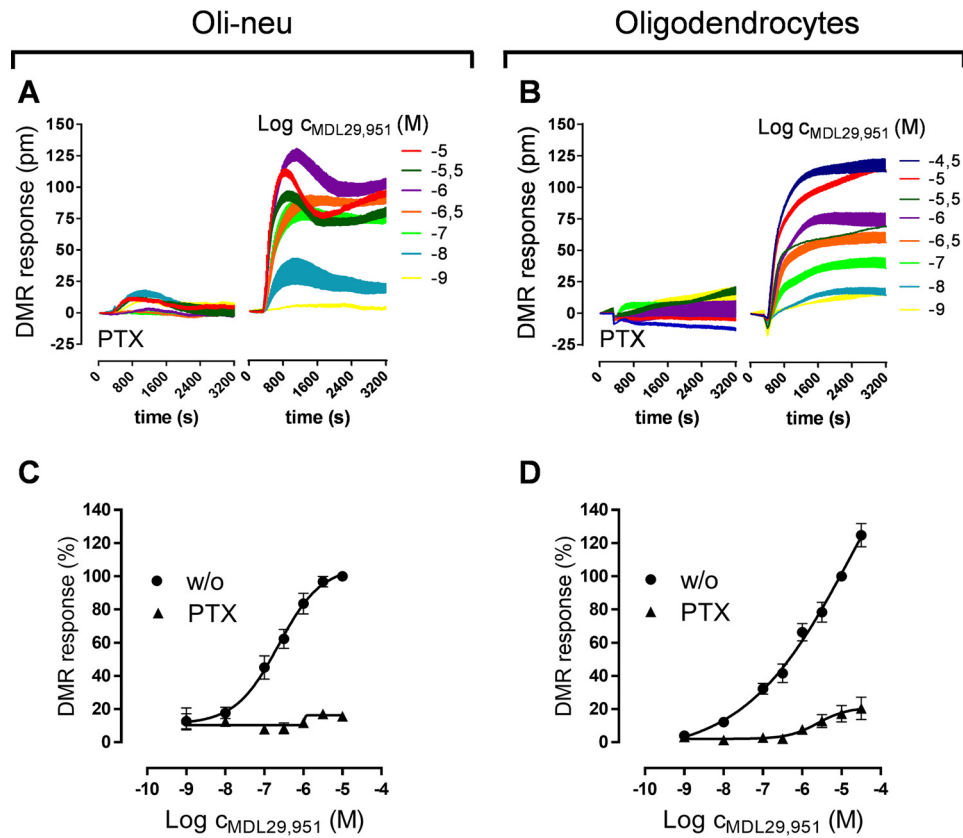 Oli-neu
Oligodendrocytes
A
DMR response (pm)
150
125
100
75
50
25
0
-25
PTX
0
800
1600
2400
3200
time (s)
0
800
1600
2400
3200
time (s)
Log cMDL29,951 (M)
-5
-5,5
-6
-6,5
-7
-8
-9
B
DMR response (pm)
150
125
100
75
50
25
0
-25
PTX
0
800
1600
2400
3200
time (s)
0
800
1600
2400
3200
time (s)
Log cMDL29,951 (M)
-4,5
-5
-5,5
-6
-6,5
-7
-8
-9
C
DMR response (%)
140
120
100
80
60
40
20
0
w/o
PTX
-10 -9 -8 -7 -6 -5 -4
Log cMDL29,951 (M)
D
DMR response (%)
140
120
100
80
60
40
20
0
w/o
PTX
-10 -9 -8 -7 -6 -5 -4
Log cMDL29,951 (M)